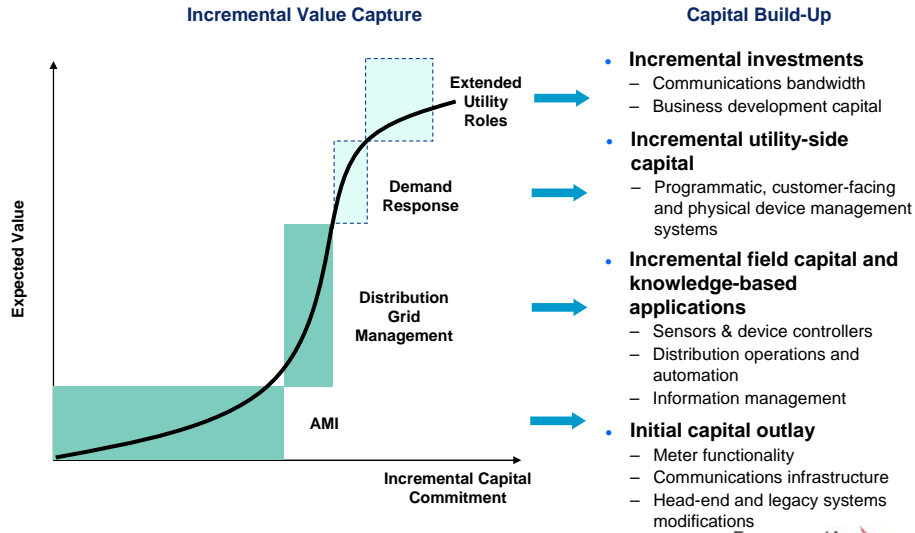 Incremental Value Capture
Expected Value
Extended
Utility
Roles
Demand
Response
Distribution
Grid
Management
AMI
Incremental Capital
Commitment
Capital Build-Up
• Incremental investments
– Communications bandwidth
– Business development capital
• Incremental utility-side
capital
– Programmatic, customer-facing
and physical device management
systems
• Incremental field capital and
knowledge-based
applications
– Sensors & device controllers
– Distribution operations and
automation
– Information management
• Initial capital outlay
– Meter functionality
– Communications infrastructure
– Head-end and legacy systems
modifications